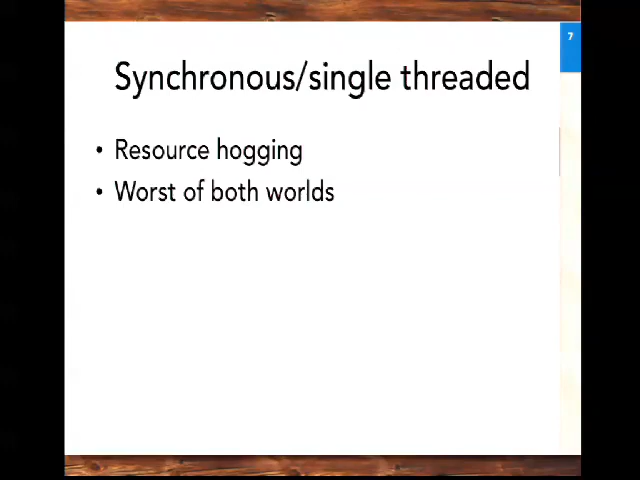 7
Synchronous/single threaded
• Resource hogging
• Worst of both worlds